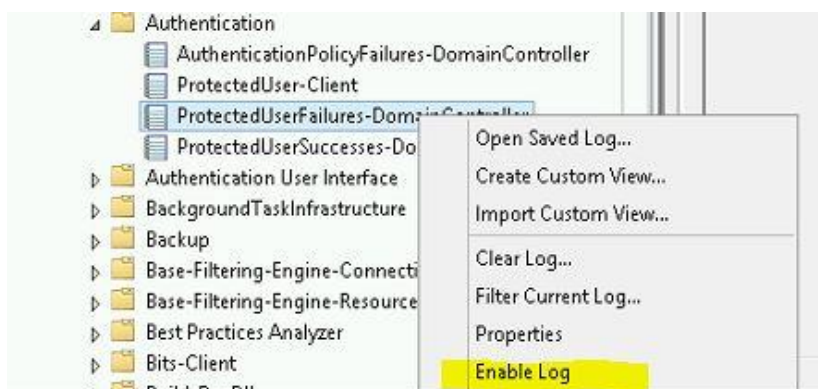 Authentication
AuthenticationPolicyFailures-DomainController
ProtectedUser-Client
ProtectedUserFailures-DomainController
ProtectedUserSuccesses-Do
Authentication User Interface
BackgroundTaskInfrastructure
Backup
Base-Filtering-Engine-Connecti
Base-Filtering-Engine-Resource
Best Practices Analyzer
Bits-Client
Open Saved Log...
Create Custom View...
Import Custom View...
Clear Log...
Filter Current Log...
Properties
Enable Log